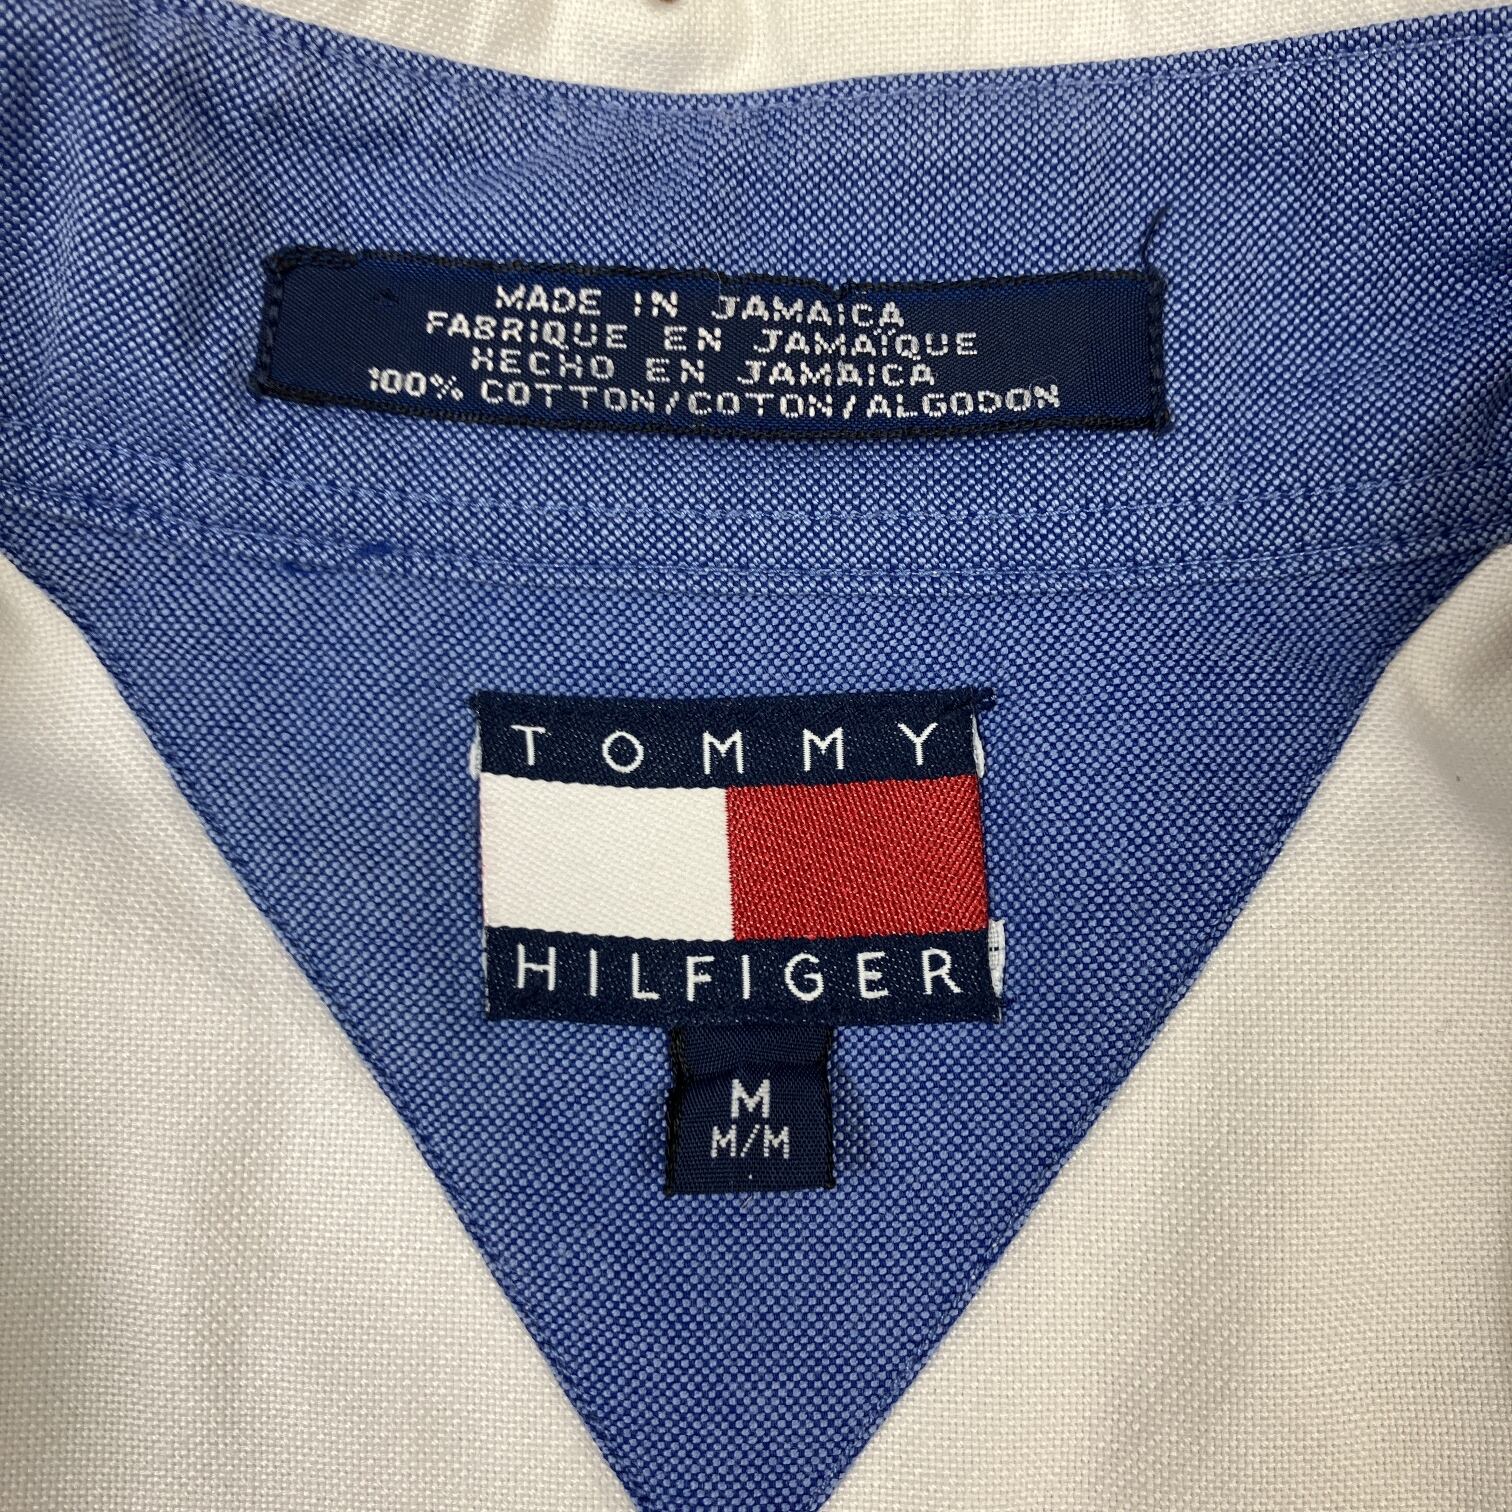 MADE IN JAMAICA
FABRIQUE EN JAMAÏQUE
HECHO EN JAMAICA
100% COTTON/COTON/ALGODON
TOMMY
HILFIGER
M
M/M